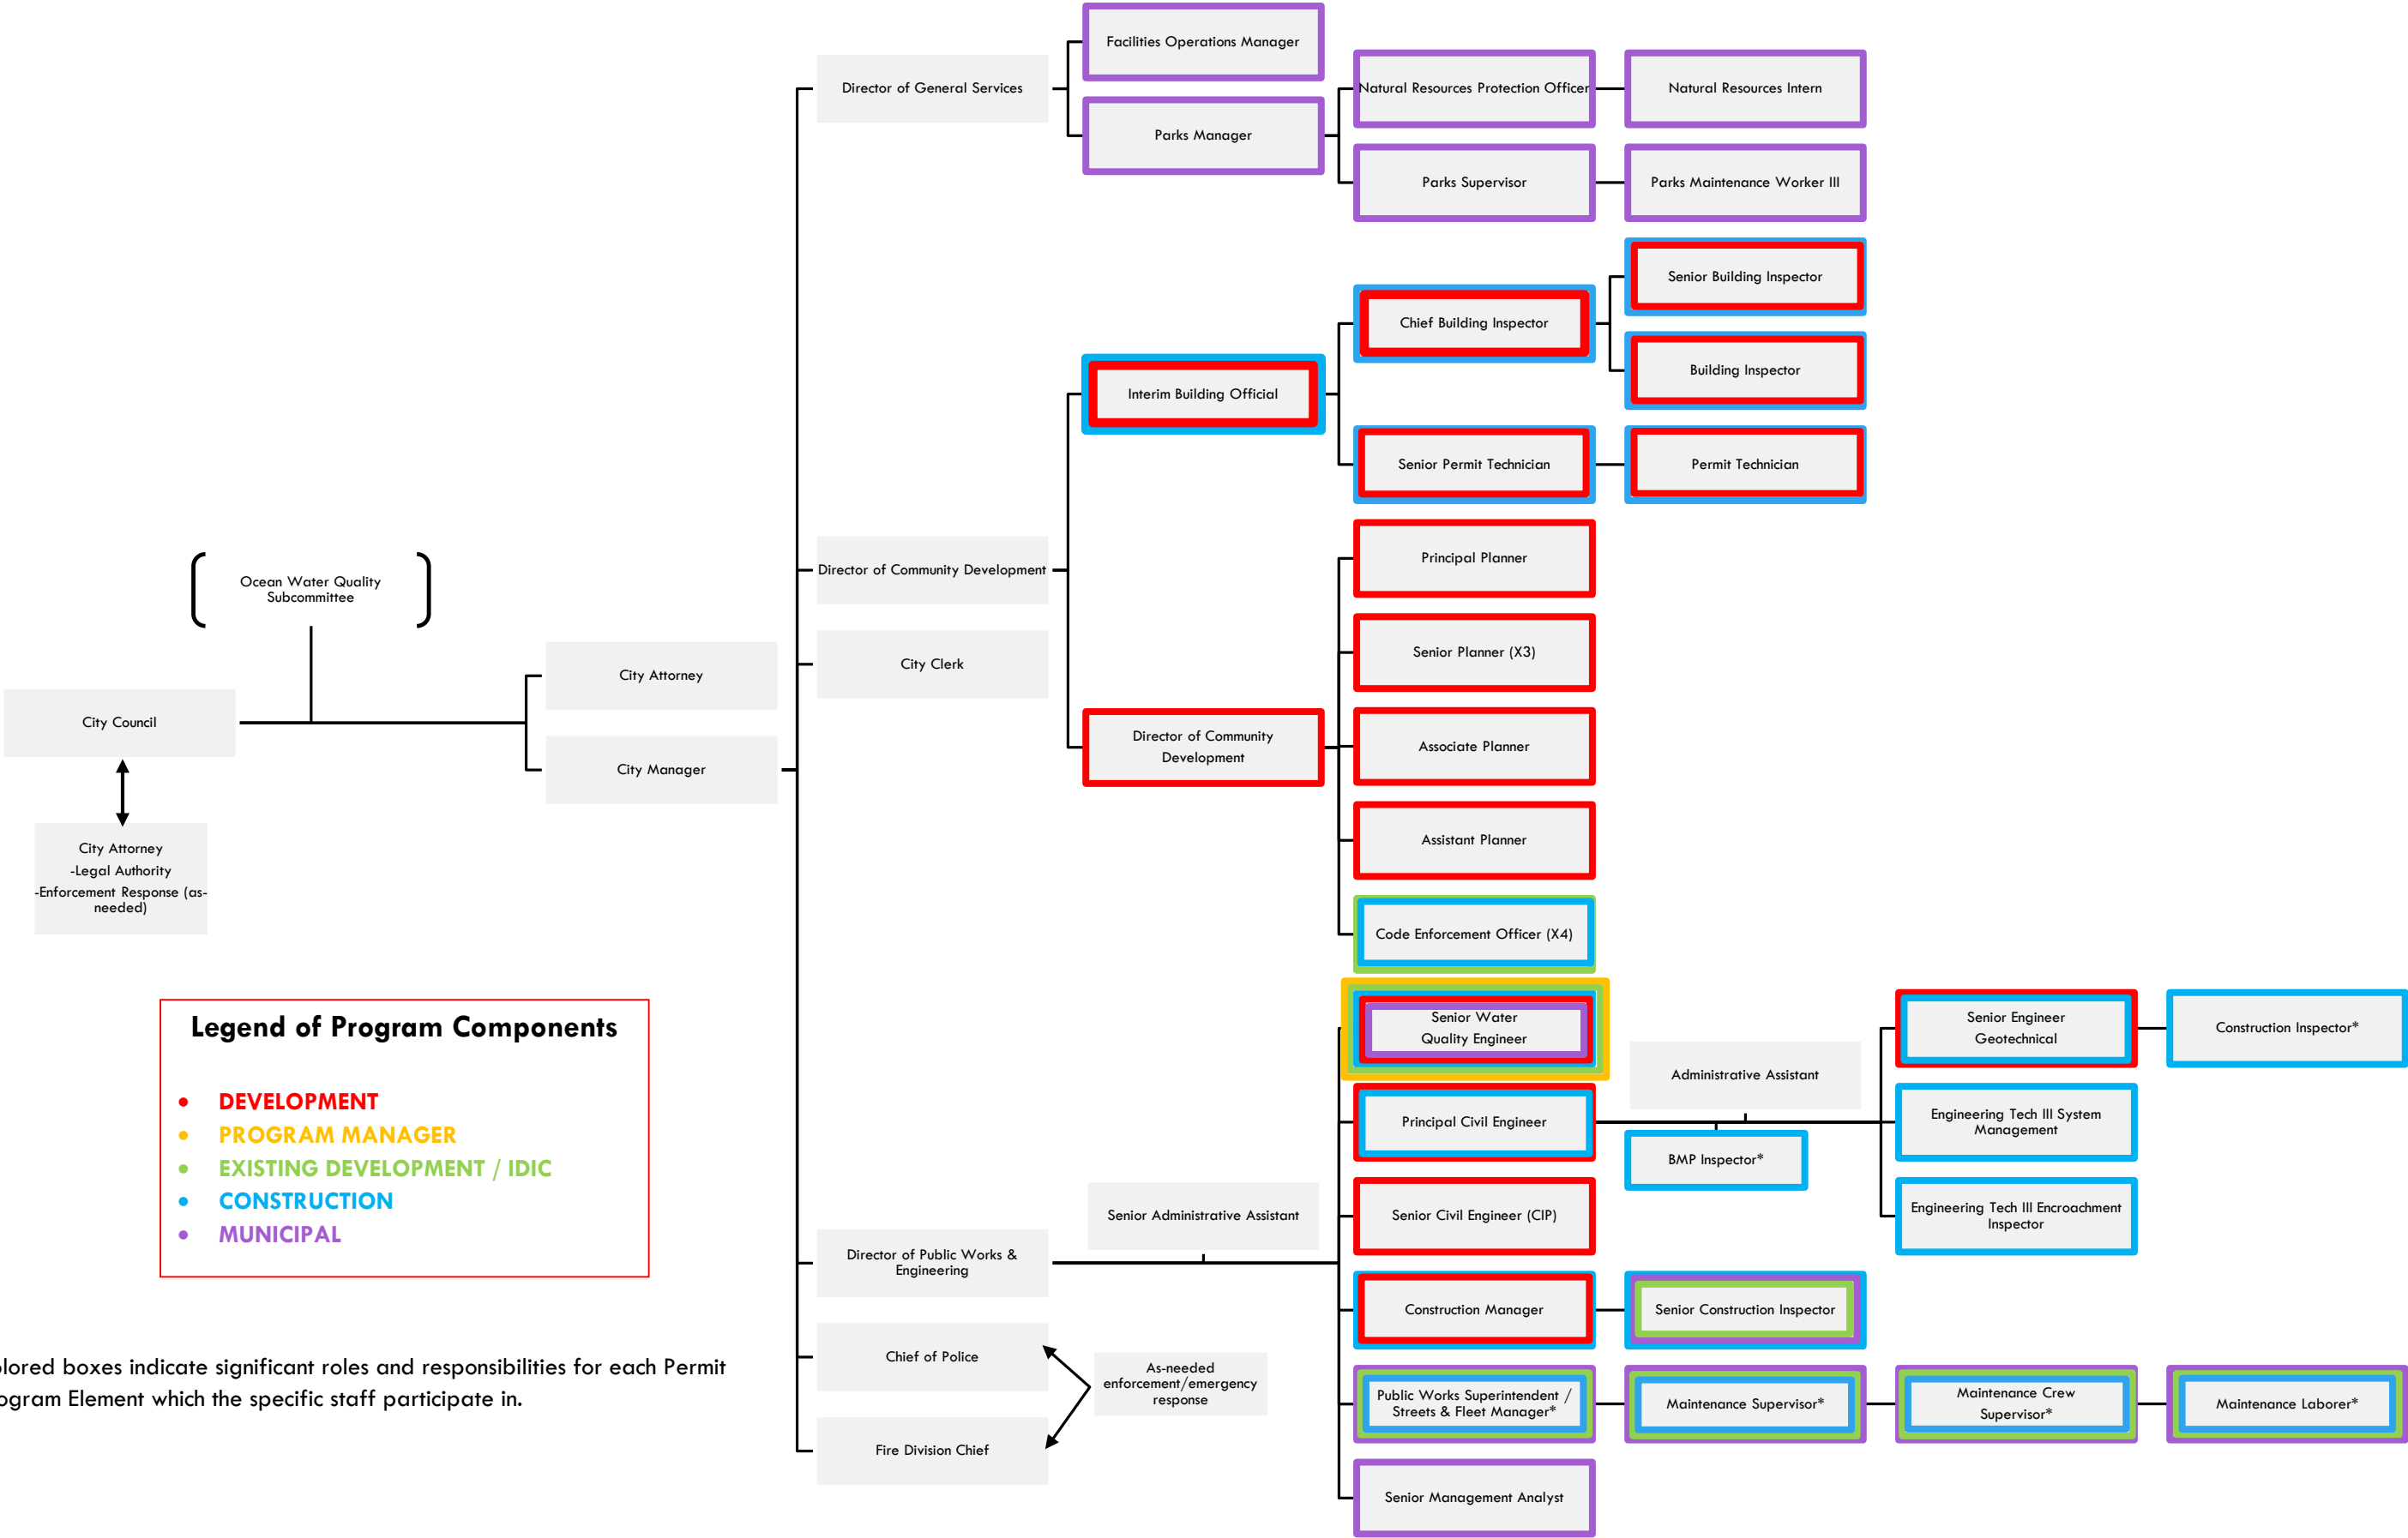 Facilities Operations Manager
Director of General Services
Natural Resources Protection Officer
Natural Resources Intern
Parks Manager
Parks Supervisor
Parks Maintenance Worker III
Senior Building Inspector
Chief Building Inspector
Building Inspector
Interim Building Official
Senior Permit Technician
Permit Technician
Principal Planner
Director of Community Development
Ocean Water Quality
Subcommittee
Senior Planner (X3)
City Clerk
City Attorney
City Council
Director of Community
Development
Associate Planner
City Manager
Assistant Planner
City Attorney
-Legal Authority
-Enforcement Response (as-
needed)
Code Enforcement Officer (X4)
Legend of Program Components
• DEVELOPMENT
• PROGRAM MANAGER
• EXISTING DEVELOPMENT / IDIC
• CONSTRUCTION
• MUNICIPAL
Senior Water
Quality Engineer
Senior Engineer
Geotechnical
Construction Inspector*
Administrative Assistant
Principal Civil Engineer
Engineering Tech III System
Management
BMP Inspector*
Senior Administrative Assistant
Senior Civil Engineer (CIP)
Engineering Tech III Encroachment
Inspector
Director of Public Works &
Engineering
Construction Manager
Senior Construction Inspector
Chief of Police
As-needed
enforcement/emergency
response
olored boxes indicate significant roles and responsibilities for each Permit
ogram Element which the specific staff participate in.
Public Works Superintendent /
Streets & Fleet Manager*
Maintenance Supervisor*
Maintenance Crew
Supervisor*
Maintenance Laborer*
Fire Division Chief
Senior Management Analyst